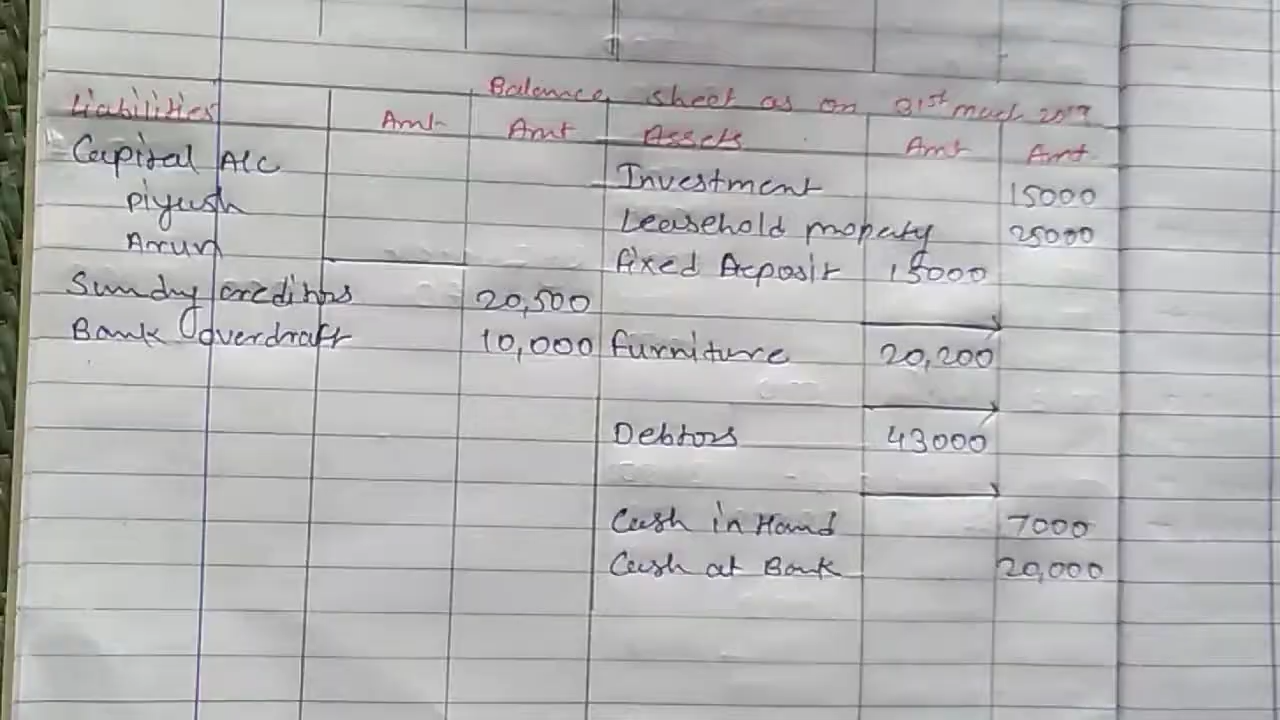 Balance sheet as on 31st march 2017
Liabilities Amt Amt Assets Amt Amt
Capital A/C
Investment 15000
Piyush
Leasehold propety 25000
Arrun
Fixed Deposit 15000
Sundry creditors 20,500
Bank overdraft 10,000 furniture 20,200
Debtors 43000
Cash in Hand 7000
Cash at Bank 20,000